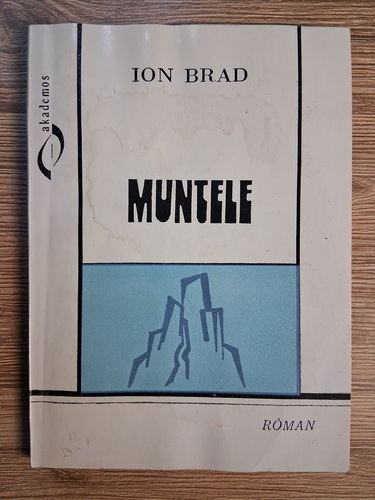 akademos
ION BRAD
MUNTELE
ROMAN